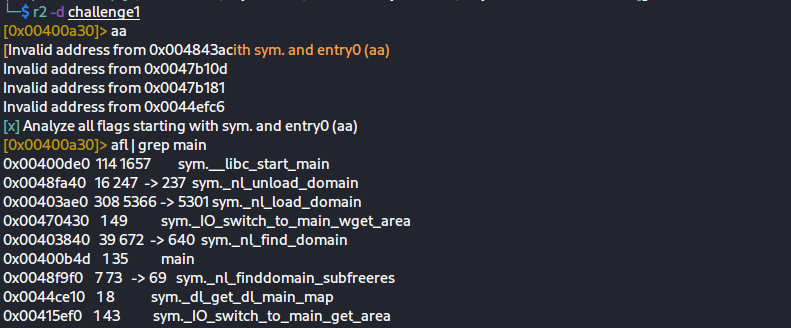 └─$ r2 -d challenge1
[0x00400a30]> aa
[Invalid address from 0x004843acith sym. and entry0 (aa)
Invalid address from 0x0047b10d
Invalid address from 0x0047b181
Invalid address from 0x0044efc6
[x] Analyze all flags starting with sym. and entry0 (aa)
[0x00400a30]> afl | grep main
0x00400de0 114 1657 sym.__libc_start_main
0x0048fa40 16 247 -> 237 sym._nl_unload_domain
0x00403ae0 308 5366 -> 5301 sym._nl_load_domain
0x00470430 1 49 sym._IO_switch_to_main_wget_area
0x00403840 39 672 -> 640 sym._nl_find_domain
0x00400b4d 1 35 main
0x0048f9f0 7 73 -> 69 sym._nl_finddomain_subfreeres
0x0044ce10 1 8 sym._dl_get_dl_main_map
0x00415ef0 1 43 sym._IO_switch_to_main_get_area